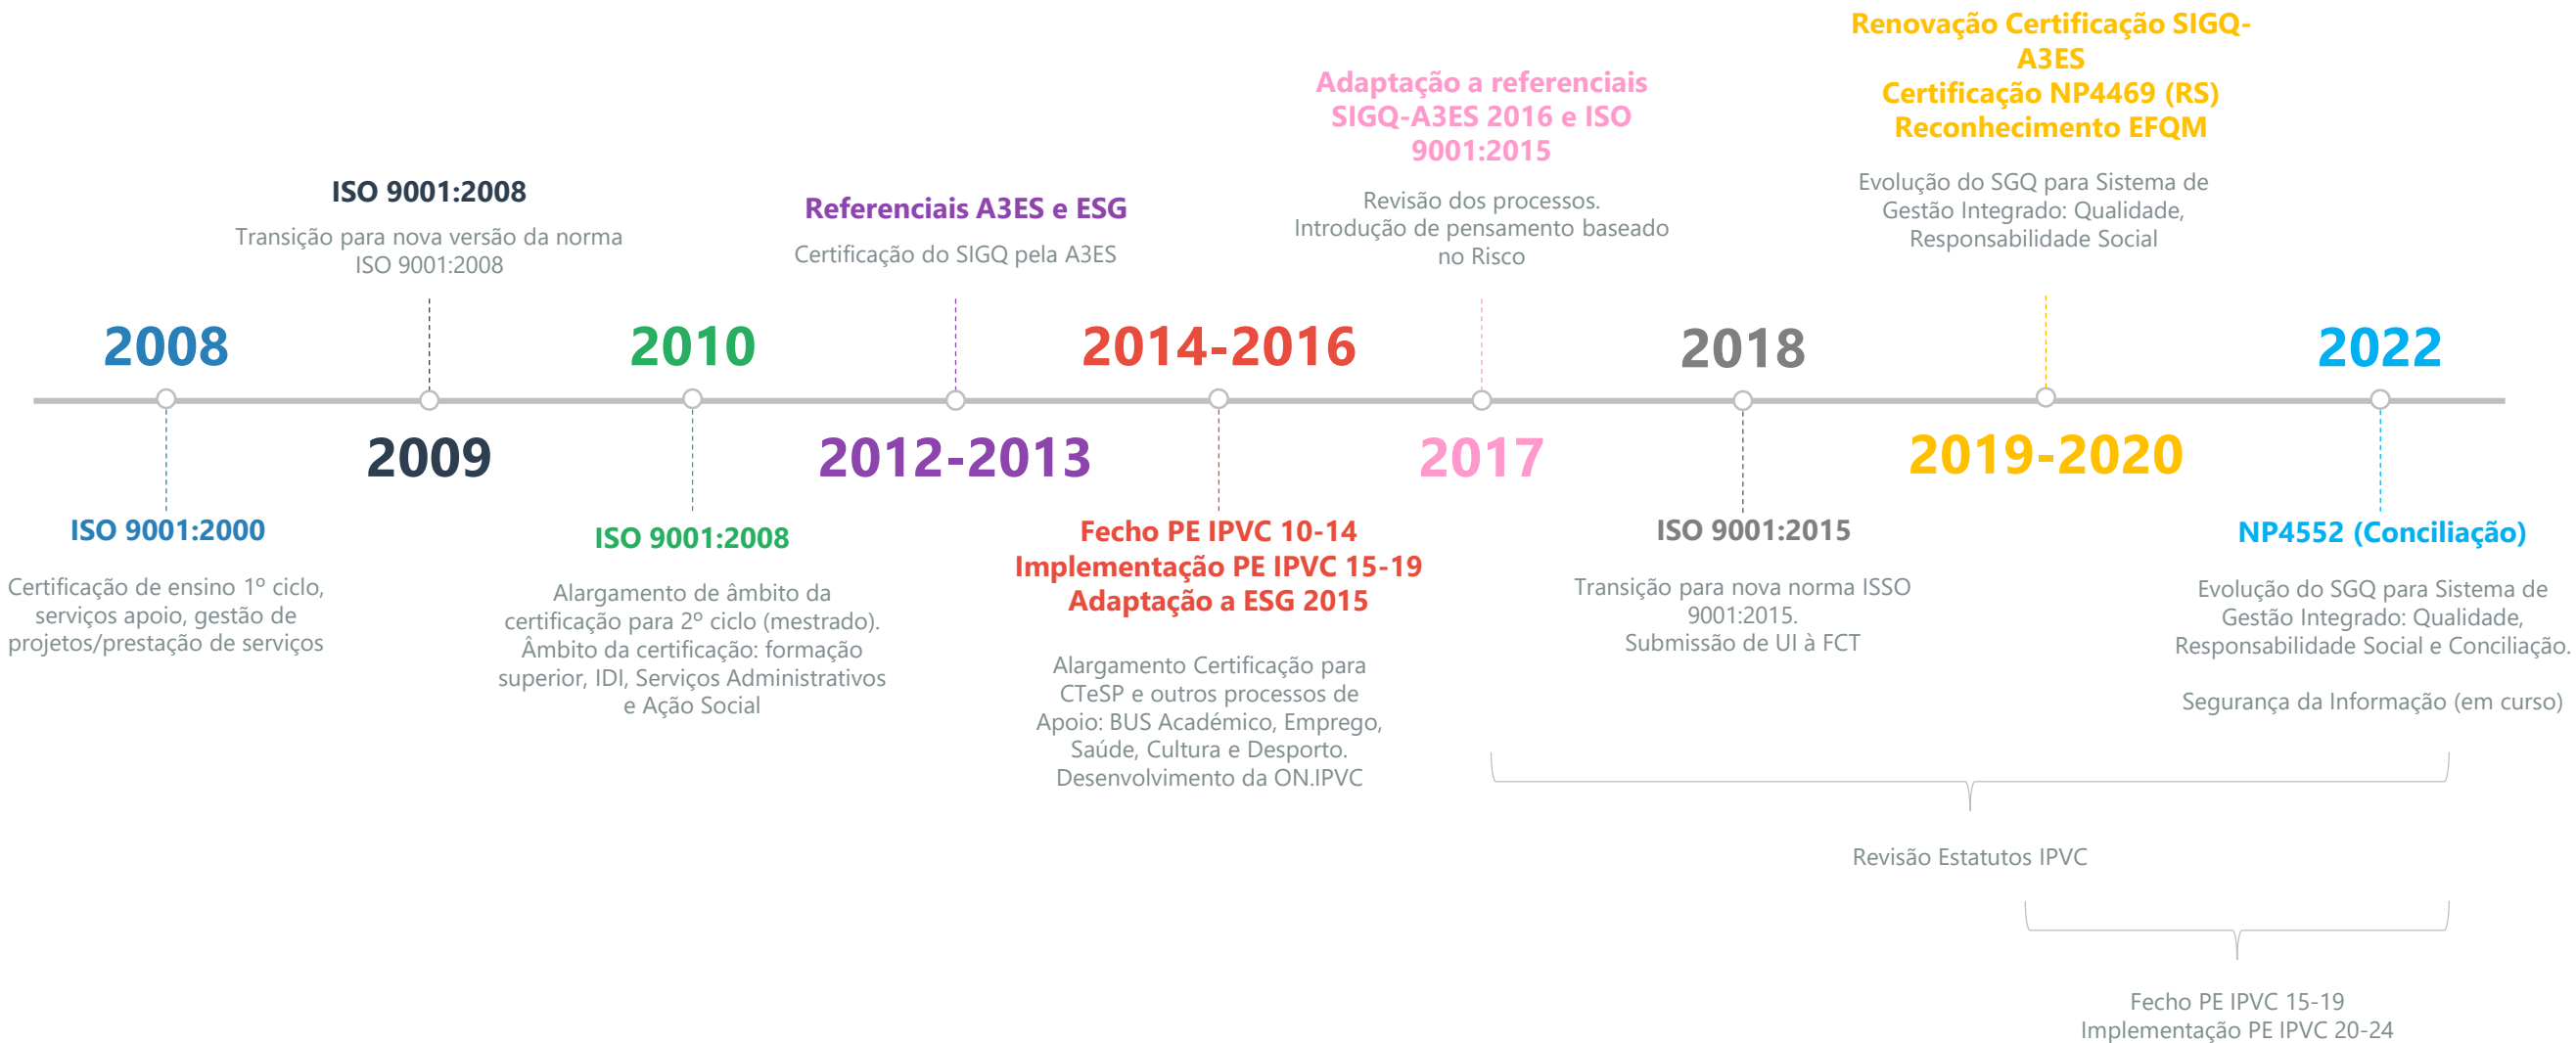 2008
ISO 9001:2000
Certificação de ensino 1º ciclo,
serviços apoio, gestão de
projetos/prestação de serviços
ISO 9001:2008
Transição para nova versão da norma
ISO 9001:2008
2009
2010
ISO 9001:2008
Alargamento de âmbito da
certificação para 2º ciclo (mestrado).
Âmbito da certificação: formação
superior, IDI, Serviços Administrativos
e Ação Social
Referenciais A3ES e ESG
Certificação do SIGQ pela A3ES
2012-2013
2014-2016
Fecho PE IPVC 10-14
Implementação PE IPVC 15-19
Adaptação a ESG 2015
Alargamento Certificação para
CTeSP e outros processos de
Apoio: BUS Académico, Emprego,
Saúde, Cultura e Desporto.
Desenvolvimento da ON.IPVC
Adaptação a referenciais
SIGQ-A3ES 2016 e ISO
9001:2015
Revisão dos processos.
Introdução de pensamento baseado
no Risco
2017
2018
ISO 9001:2015
Transição para nova norma ISSO
9001:2015.
Submissão de UI à FCT
Renovação Certificação SIGQ-
A3ES
Certificação NP4469 (RS)
Reconhecimento EFQM
Evolução do SGQ para Sistema de
Gestão Integrado: Qualidade,
Responsabilidade Social
2019-2020
2022
NP4552 (Conciliação)
Evolução do SGQ para Sistema de
Gestão Integrado: Qualidade,
Responsabilidade Social e Conciliação.
Segurança da Informação (em curso)
Revisão Estatutos IPVC
Fecho PE IPVC 15-19
Implementação PE IPVC 20-24